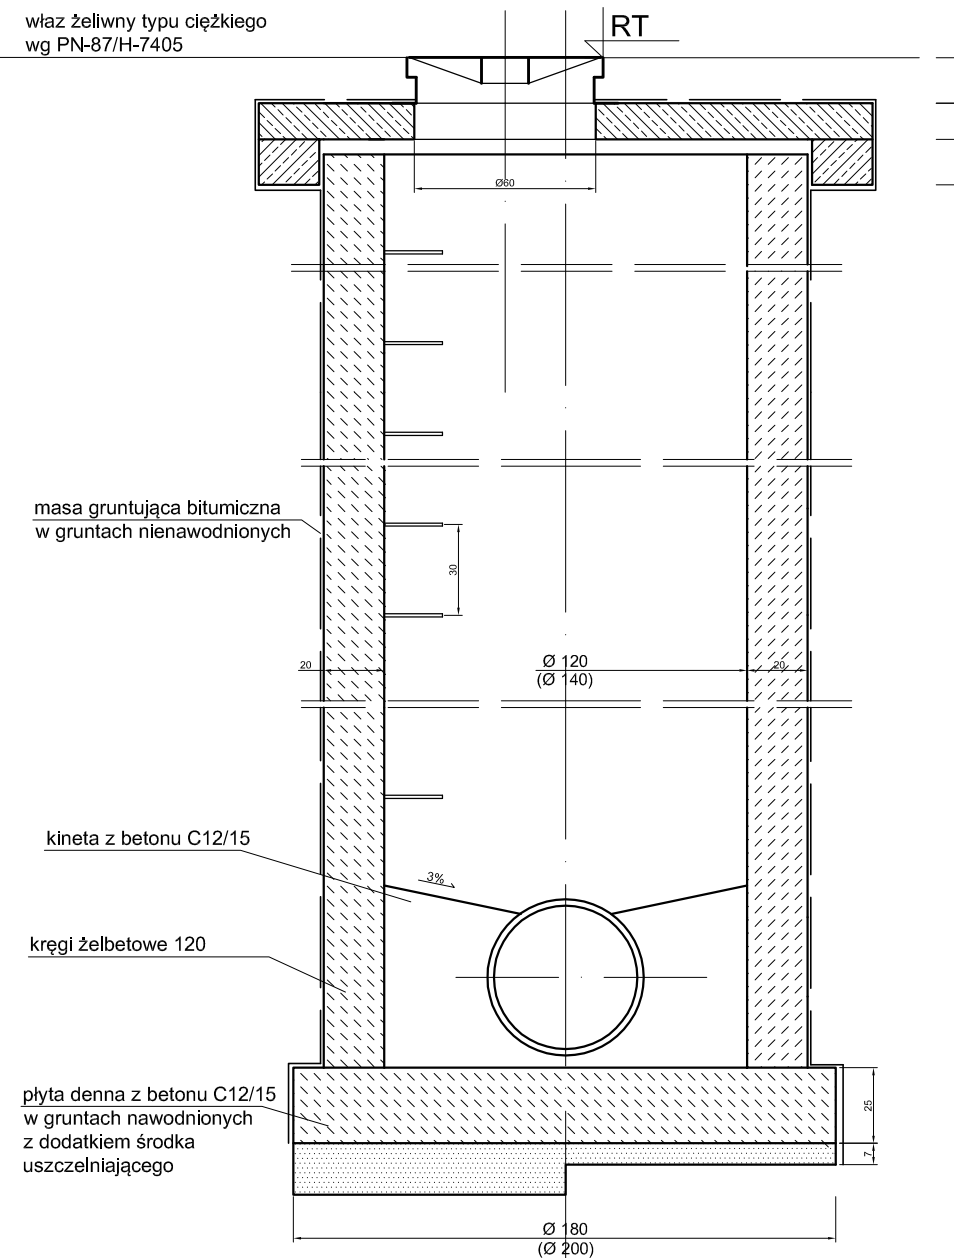 właz żeliwny typu ciężkiego
wg PN-87/H-7405
RT
Ø60
masa gruntująca bitumiczna
w gruntach nienawodnionych
30
20
Ø 120
(Ø 140)
20
kineta z betonu C12/15
3%
kręgi żelbetowe 120
płyta denna z betonu C12/15
w gruntach nawodnionych
z dodatkiem środka
uszczelniającego
25
7
Ø 180
(Ø 200)